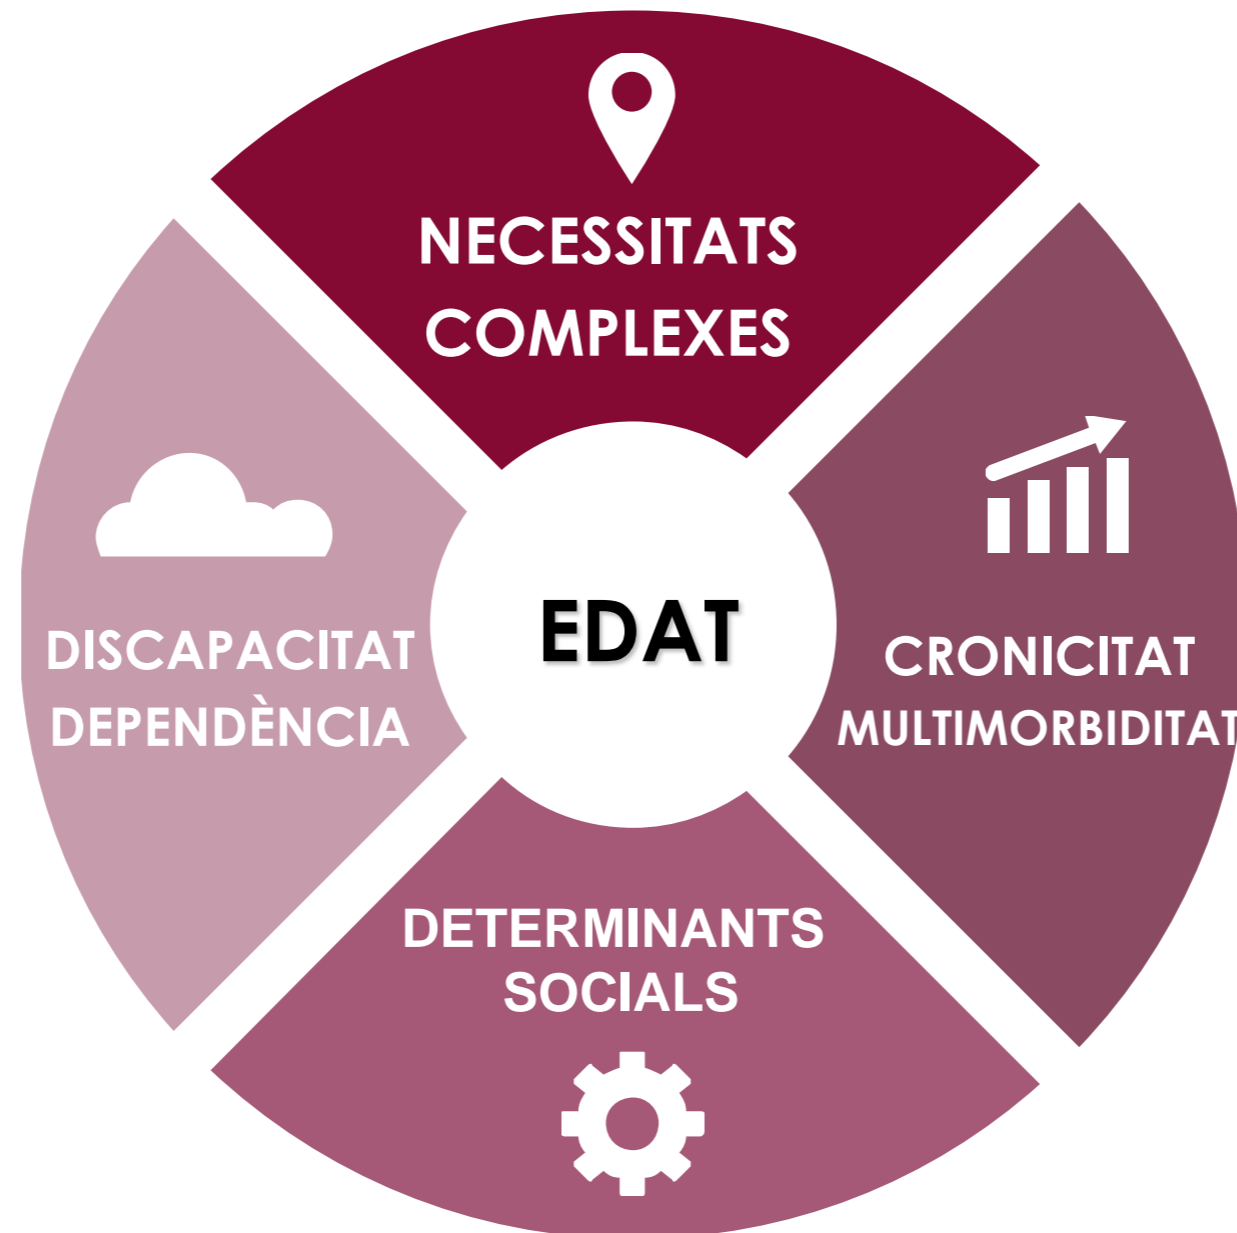 NECESSITATS
COMPLEXES
DISCAPACITAT
DEPENDÈNCIA
EDAT
CRONICITAT
MULTIMORBIDITAT
DETERMINANTS
SOCIALS